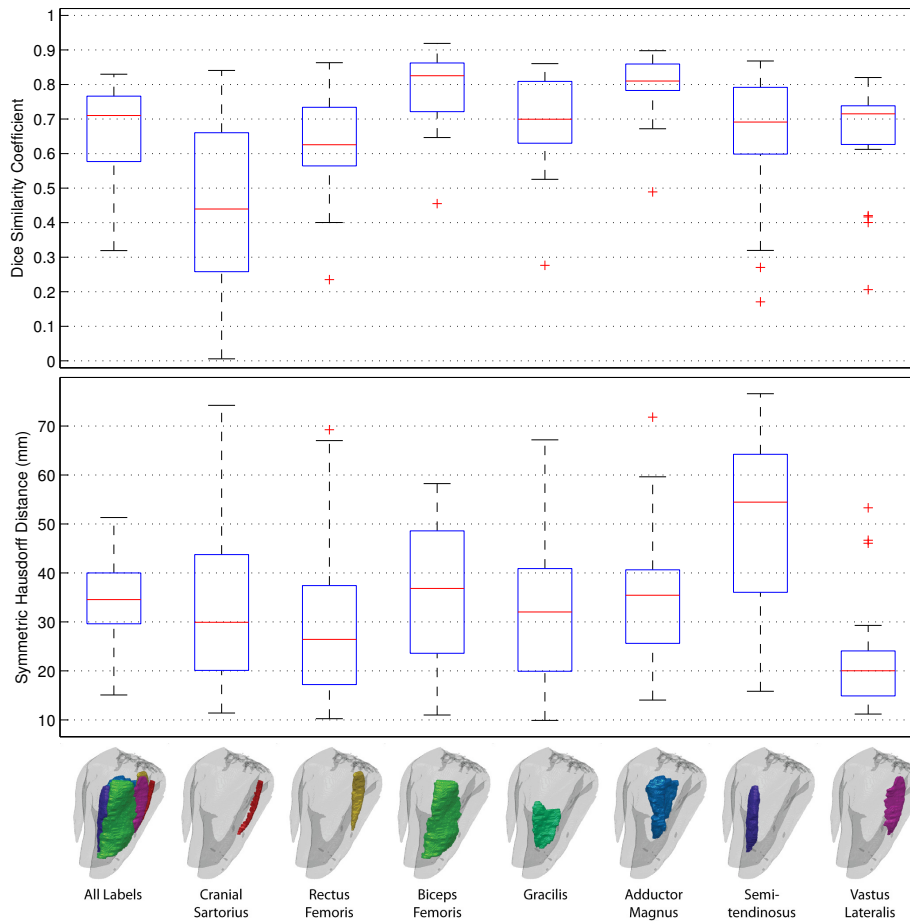 1
0.9
0.8
0.7
0.6
0.5
0.4
0.3
0.2
0.1
0
Dice Similarity Coefficient
70
60
50
40
30
20
10
Symmetric Hausdorff Distance (mm)
All Labels
Cranial
Sartorius
Rectus
Femoris
Biceps
Femoris
Gracilis
Adductor
Magnus
Semi-
tendinosus
Vastus
Lateralis